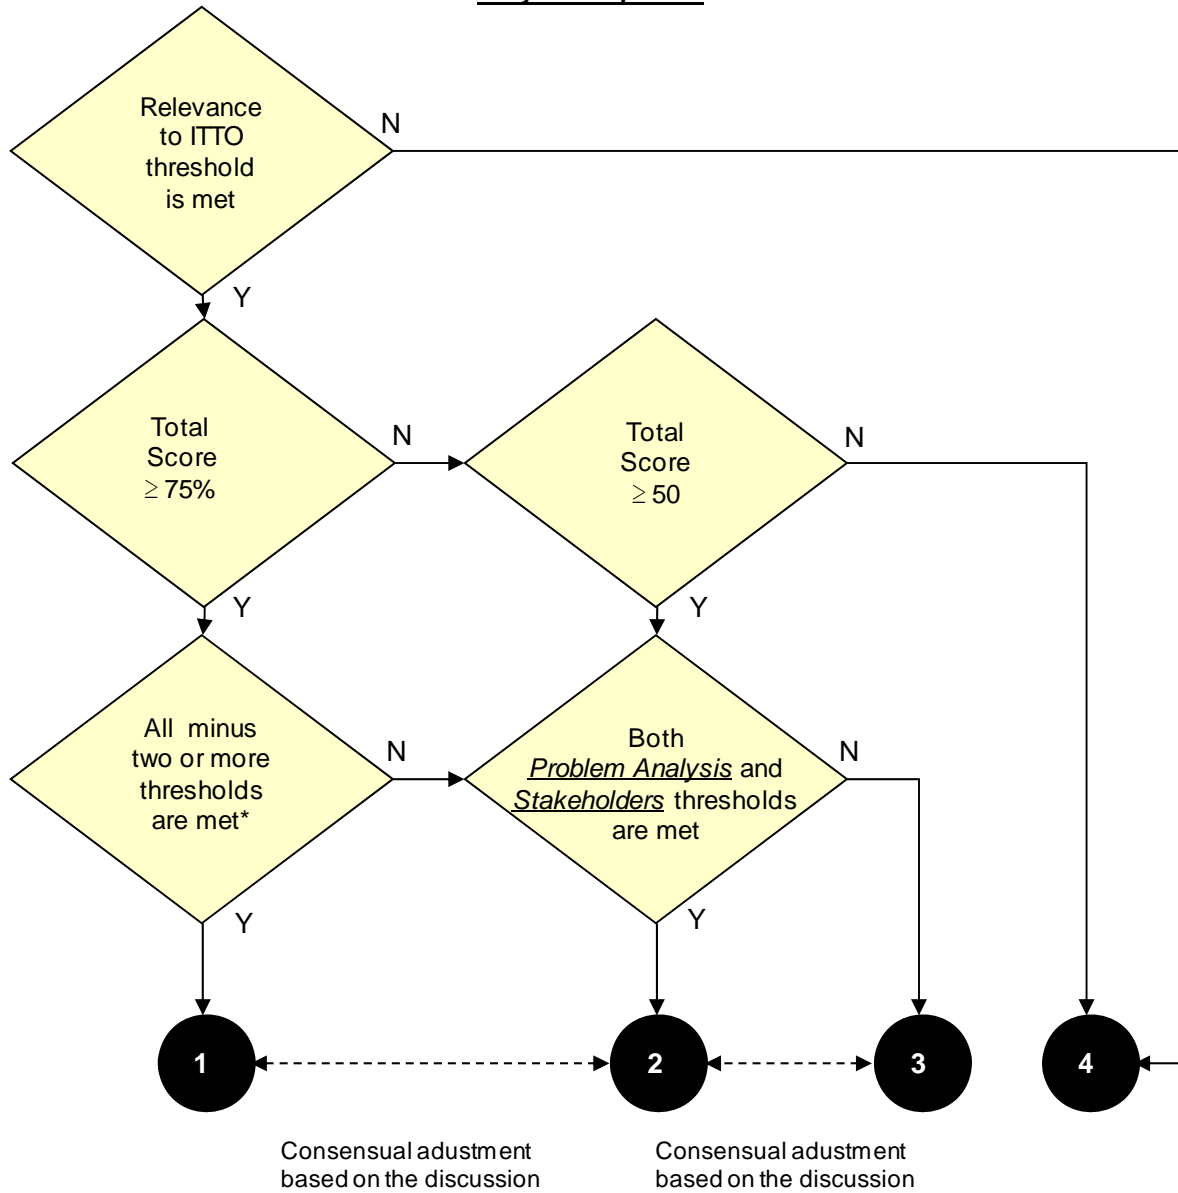 Relevance
to ITTO
threshold
is met
N
Y
Total
Score
≥ 75%
N
Y
Total
Score
≥ 50
N
Y
All minus
two or more
thresholds
are met*
N
Y
Both
Problem Analysis and
Stakeholders thresholds
are met
N
Y
1
2
3
4
Consensual adustment
based on the discussion
Consensual adustment
based on the discussion